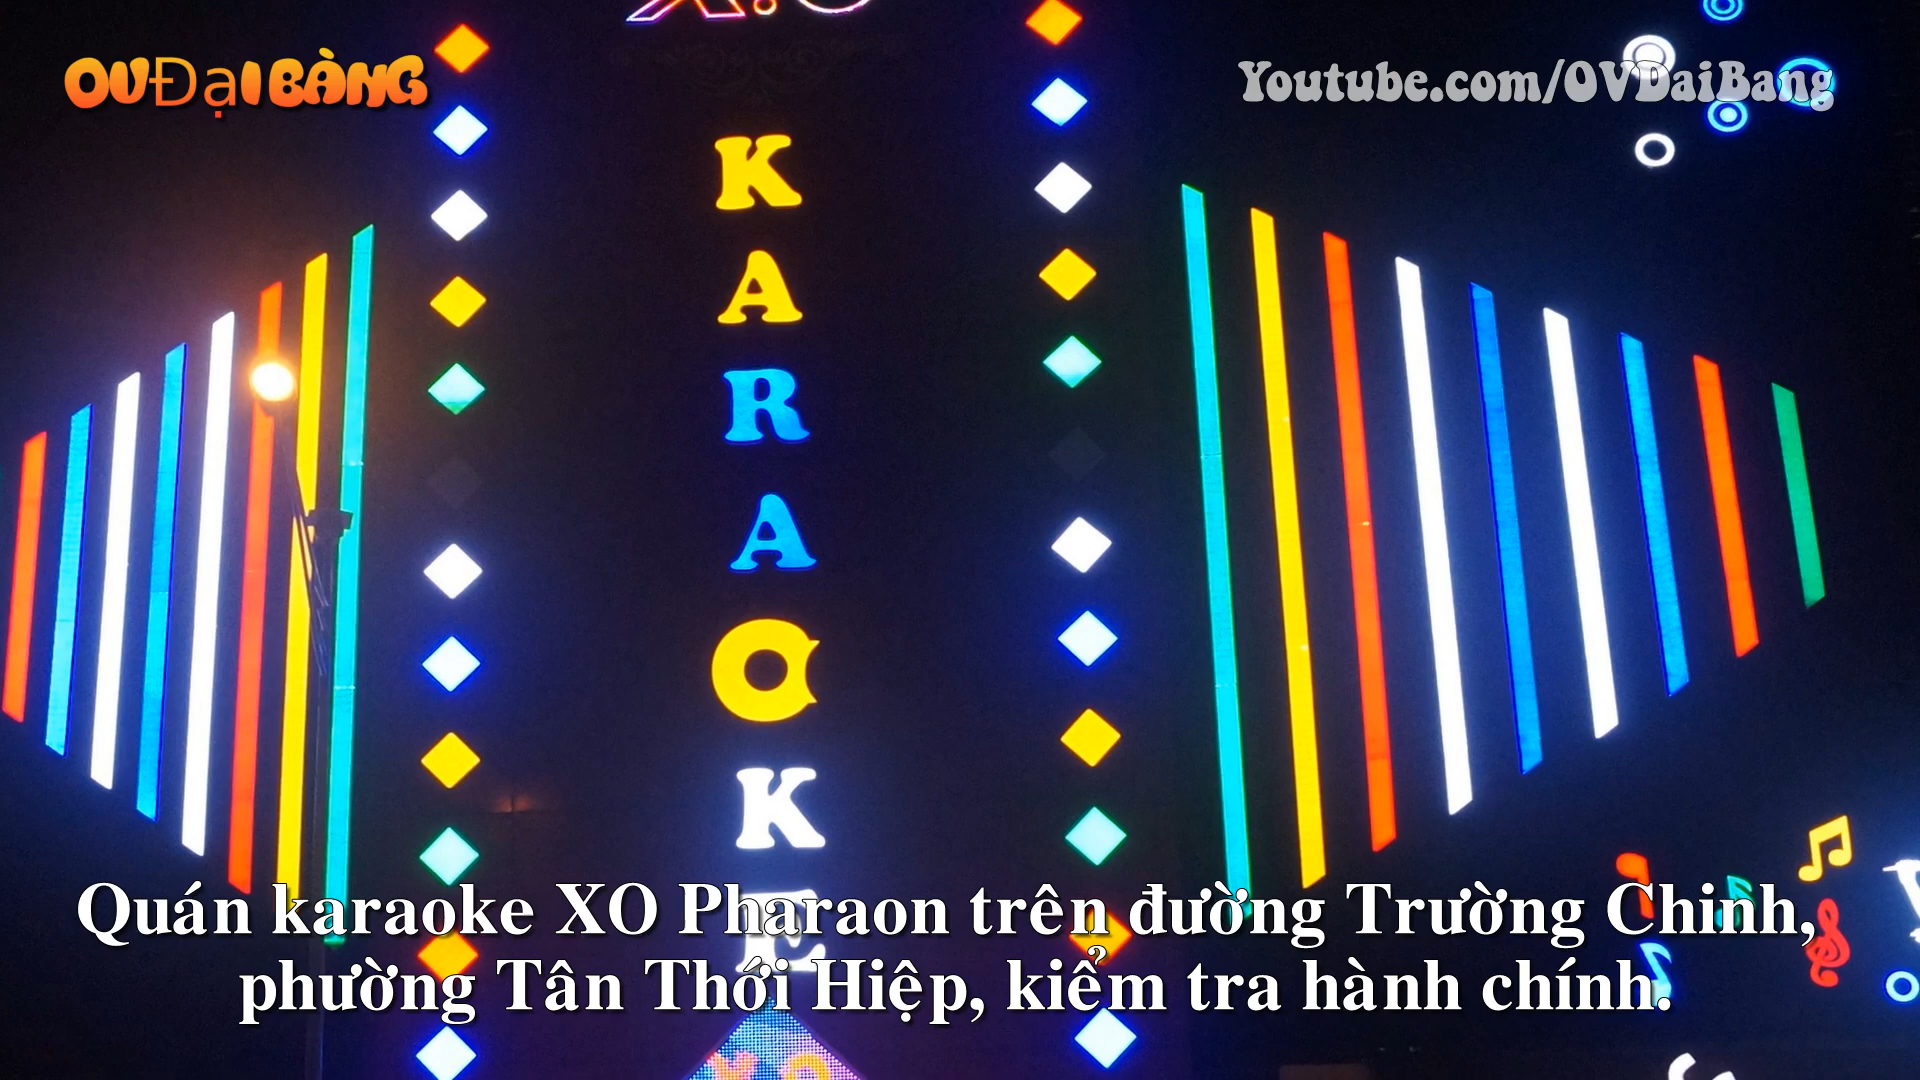 X.O
OVĐẠI BÀNG
Youtube.com/OVDaiBang
KARAOKE
Quán karaoke XO Pharaon trên đường Trường Chinh,
phường Tân Thới Hiệp, kiểm tra hành chính.